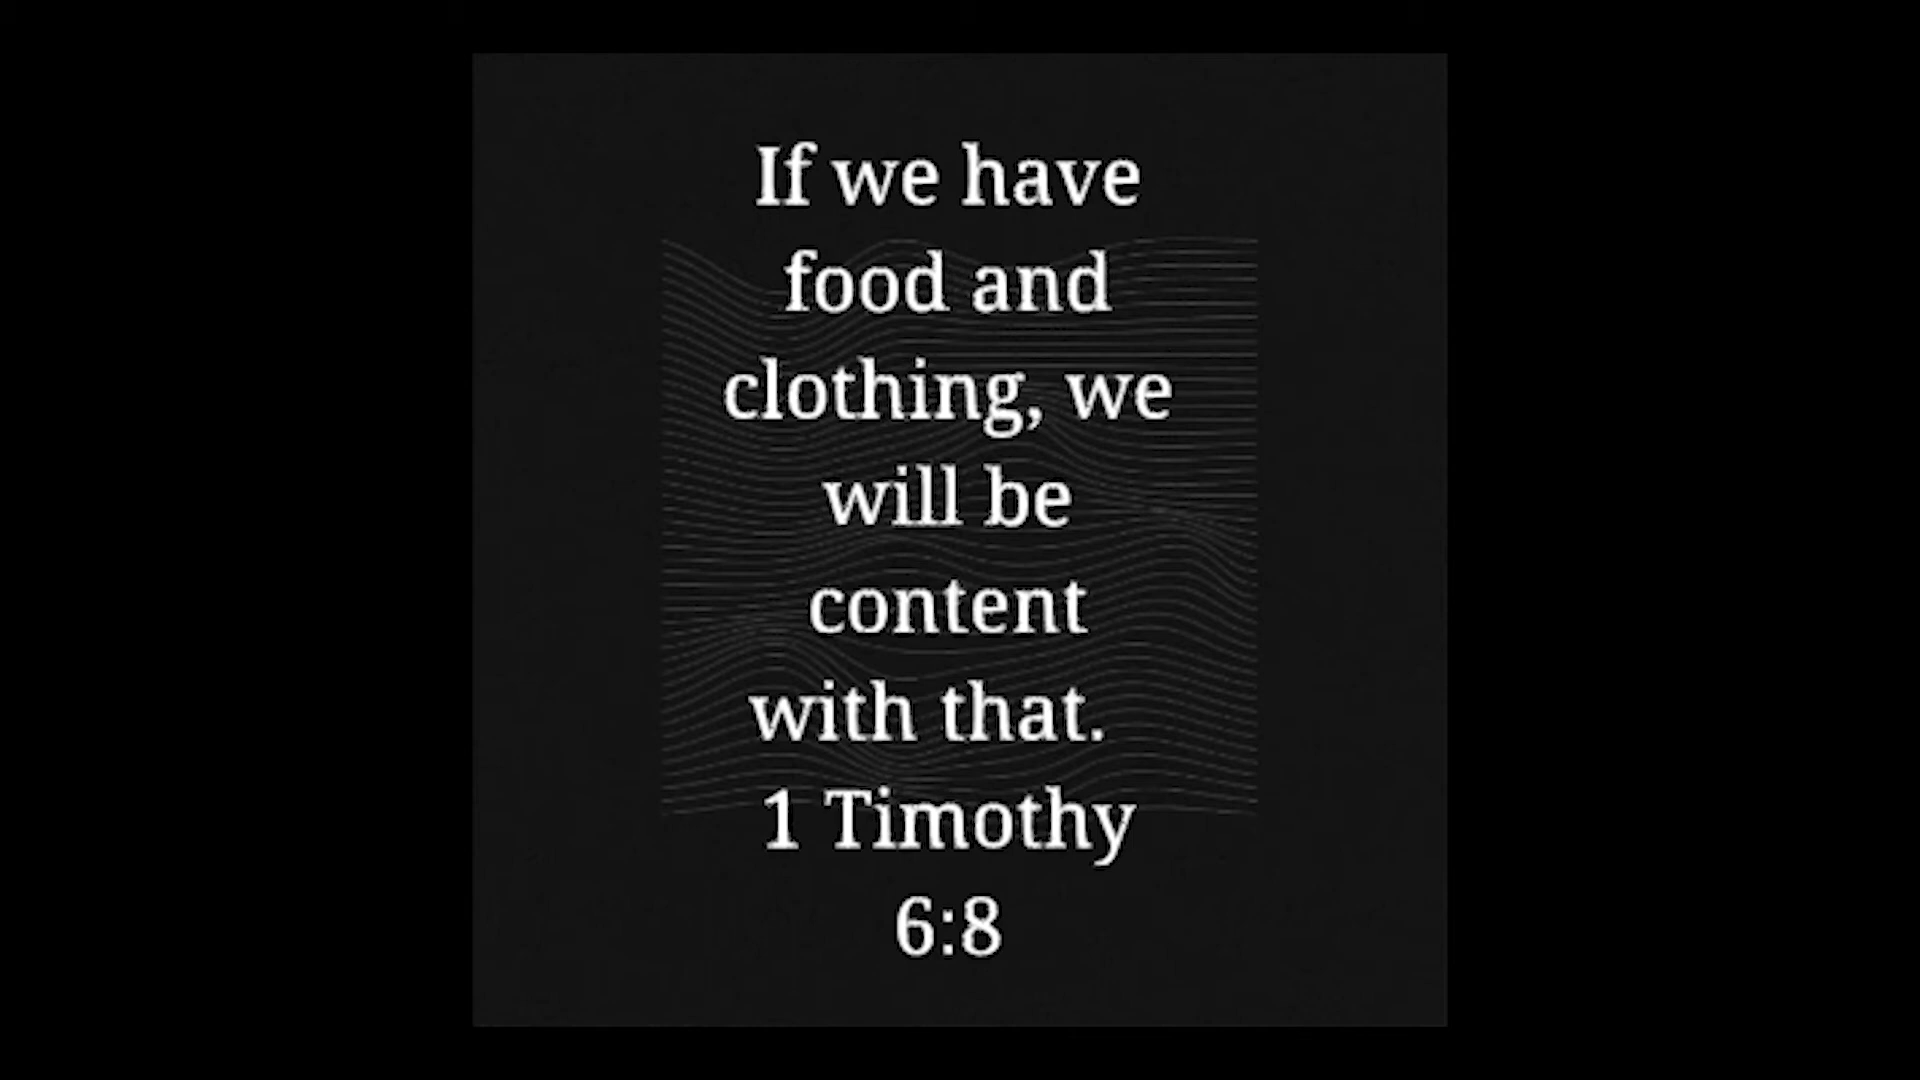 If we have
food and
clothing, we
will be
content
with that.
1 Timothy
6:8